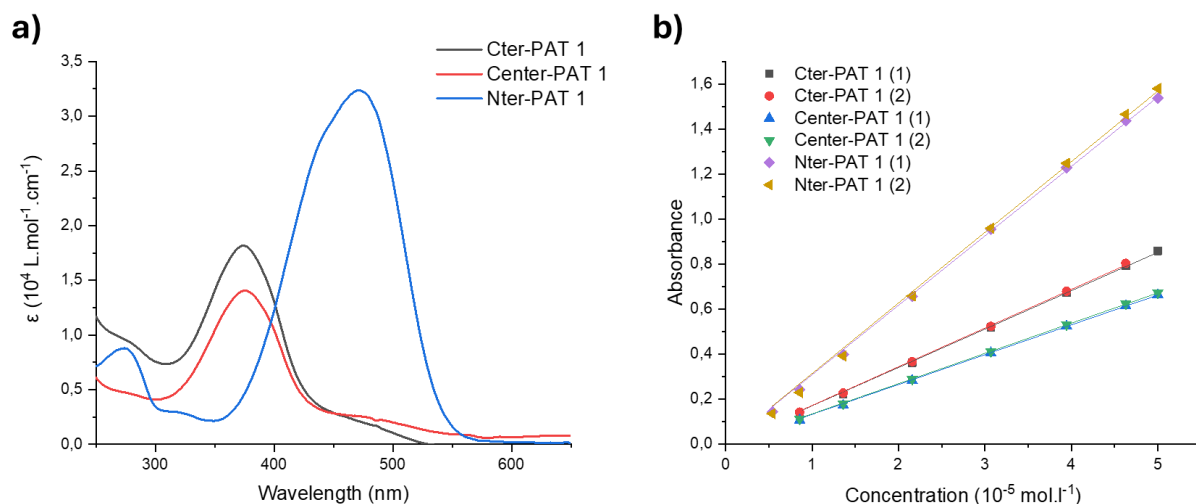 a)
Cter-PAT 1
Center-PAT 1
Nter-PAT 1
3,5
3,0
2,5
2,0
1,5
1,0
0,5
0,0
ε (10⁴ L.mol⁻¹.cm⁻¹)
300
400
500
600
Wavelength (nm)
b)
Cter-PAT 1 (1)
Cter-PAT 1 (2)
Center-PAT 1 (1)
Center-PAT 1 (2)
Nter-PAT 1 (1)
Nter-PAT 1 (2)
1,6
1,4
1,2
1,0
0,8
0,6
0,4
0,2
0,0
Absorbance
0
1
2
3
4
5
Concentration (10⁻⁵ mol.l⁻¹)